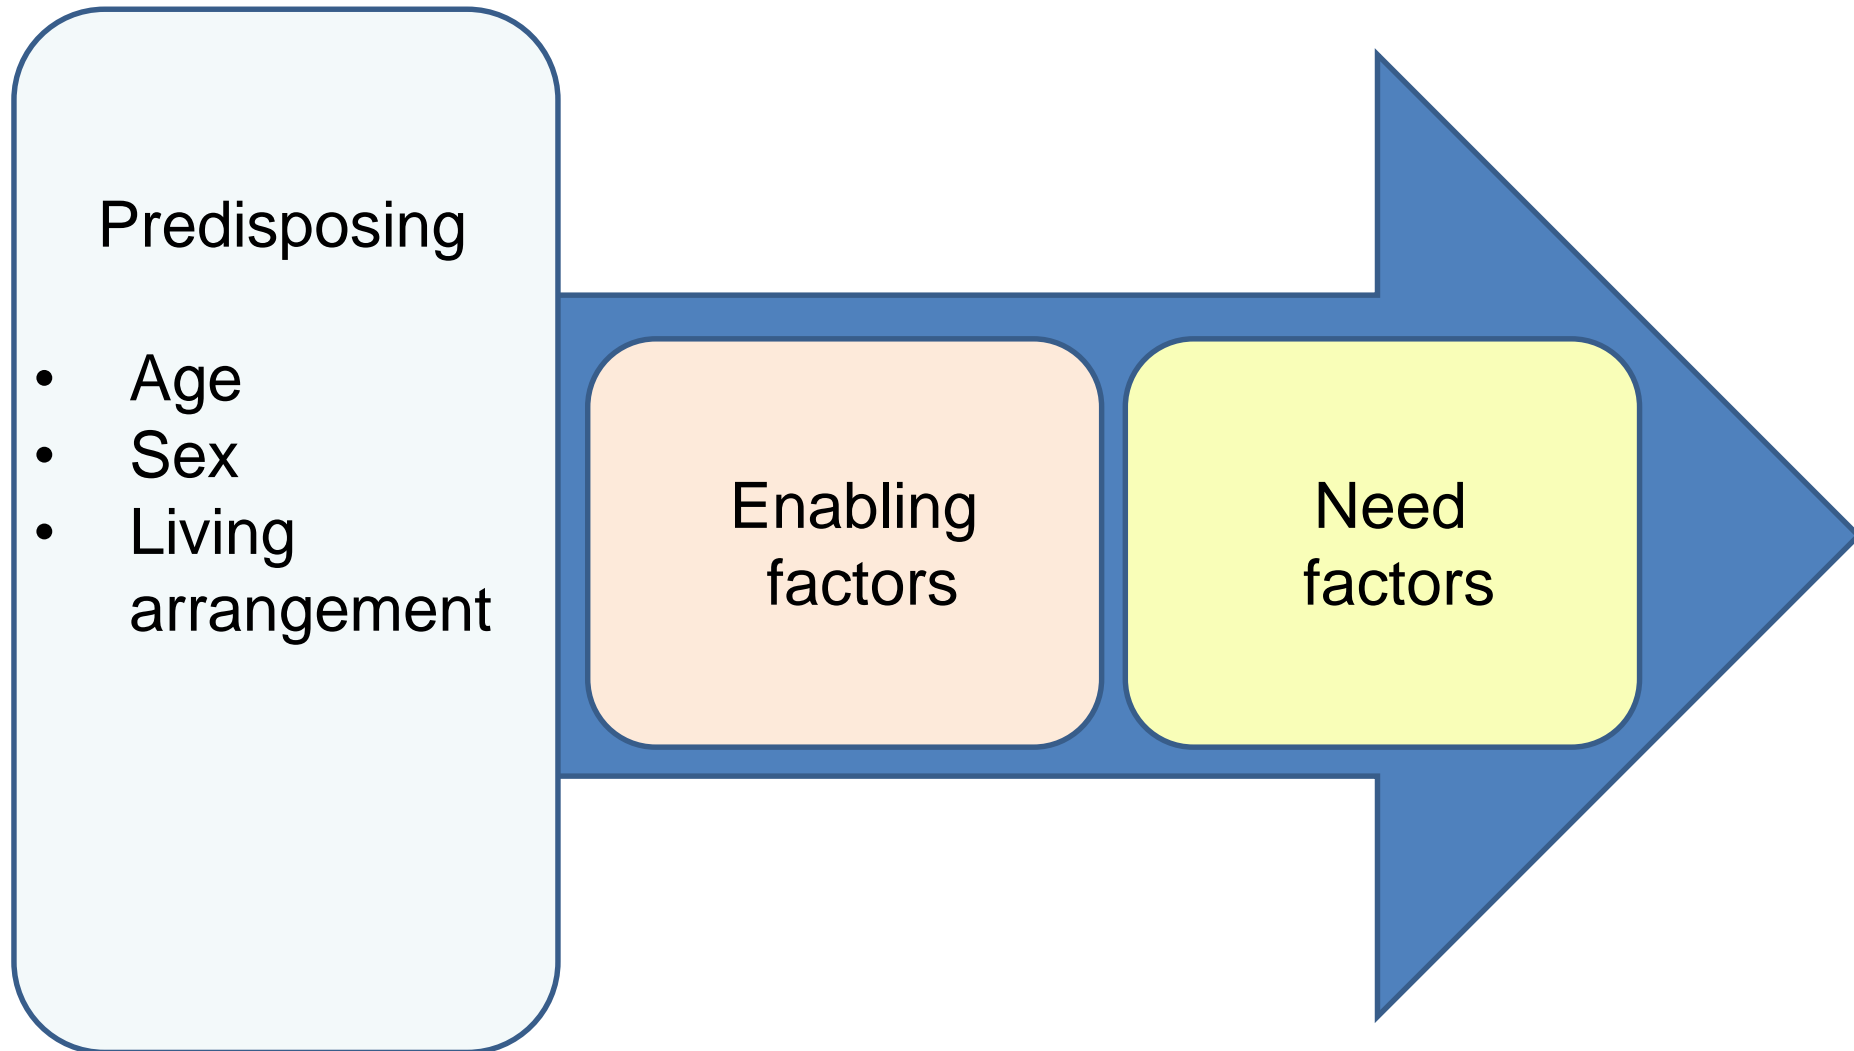 Predisposing
• Age
• Sex
• Living
arrangement
Enabling
factors
Need
factors